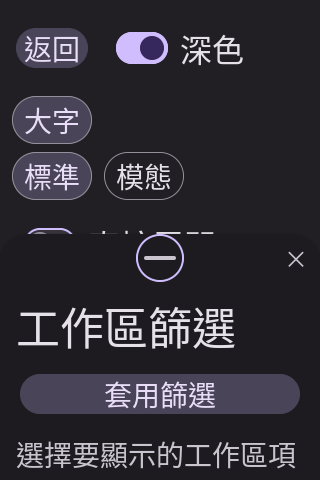 返回 深色
大字
標準 模態
工作區篩選
套用篩選
選擇要顯示的工作區項